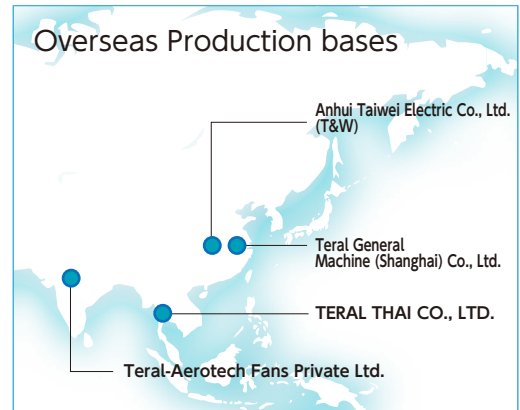 Overseas Production bases
Anhui Taiwei Electric Co., Ltd.
(T&W)
Teral General
Machine (Shanghai) Co., Ltd.
TERAL THAI CO., LTD.
Teral-Aerotech Fans Private Ltd.